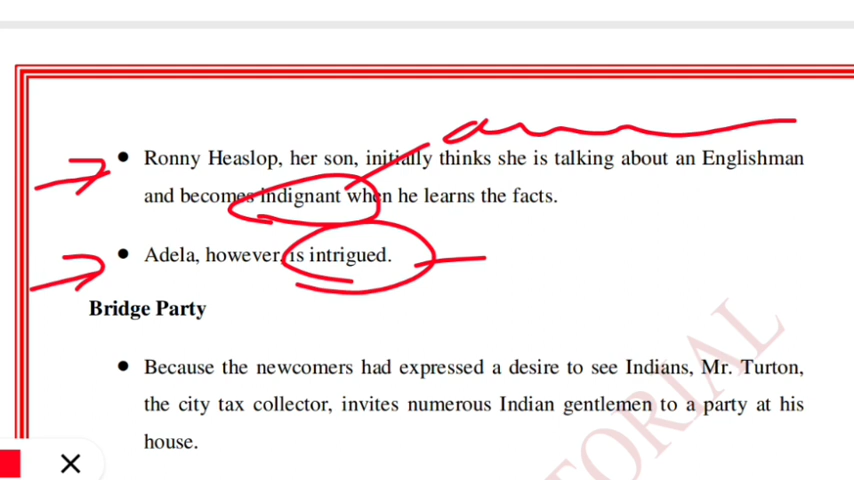 Ronny Heaslop, her son, initially thinks she is talking about an Englishman
and becomes indignant when he learns the facts.
Adela, however, is intrigued.
Bridge Party
Because the newcomers had expressed a desire to see Indians, Mr. Turton,
the city tax collector, invites numerous Indian gentlemen to a party at his
house.